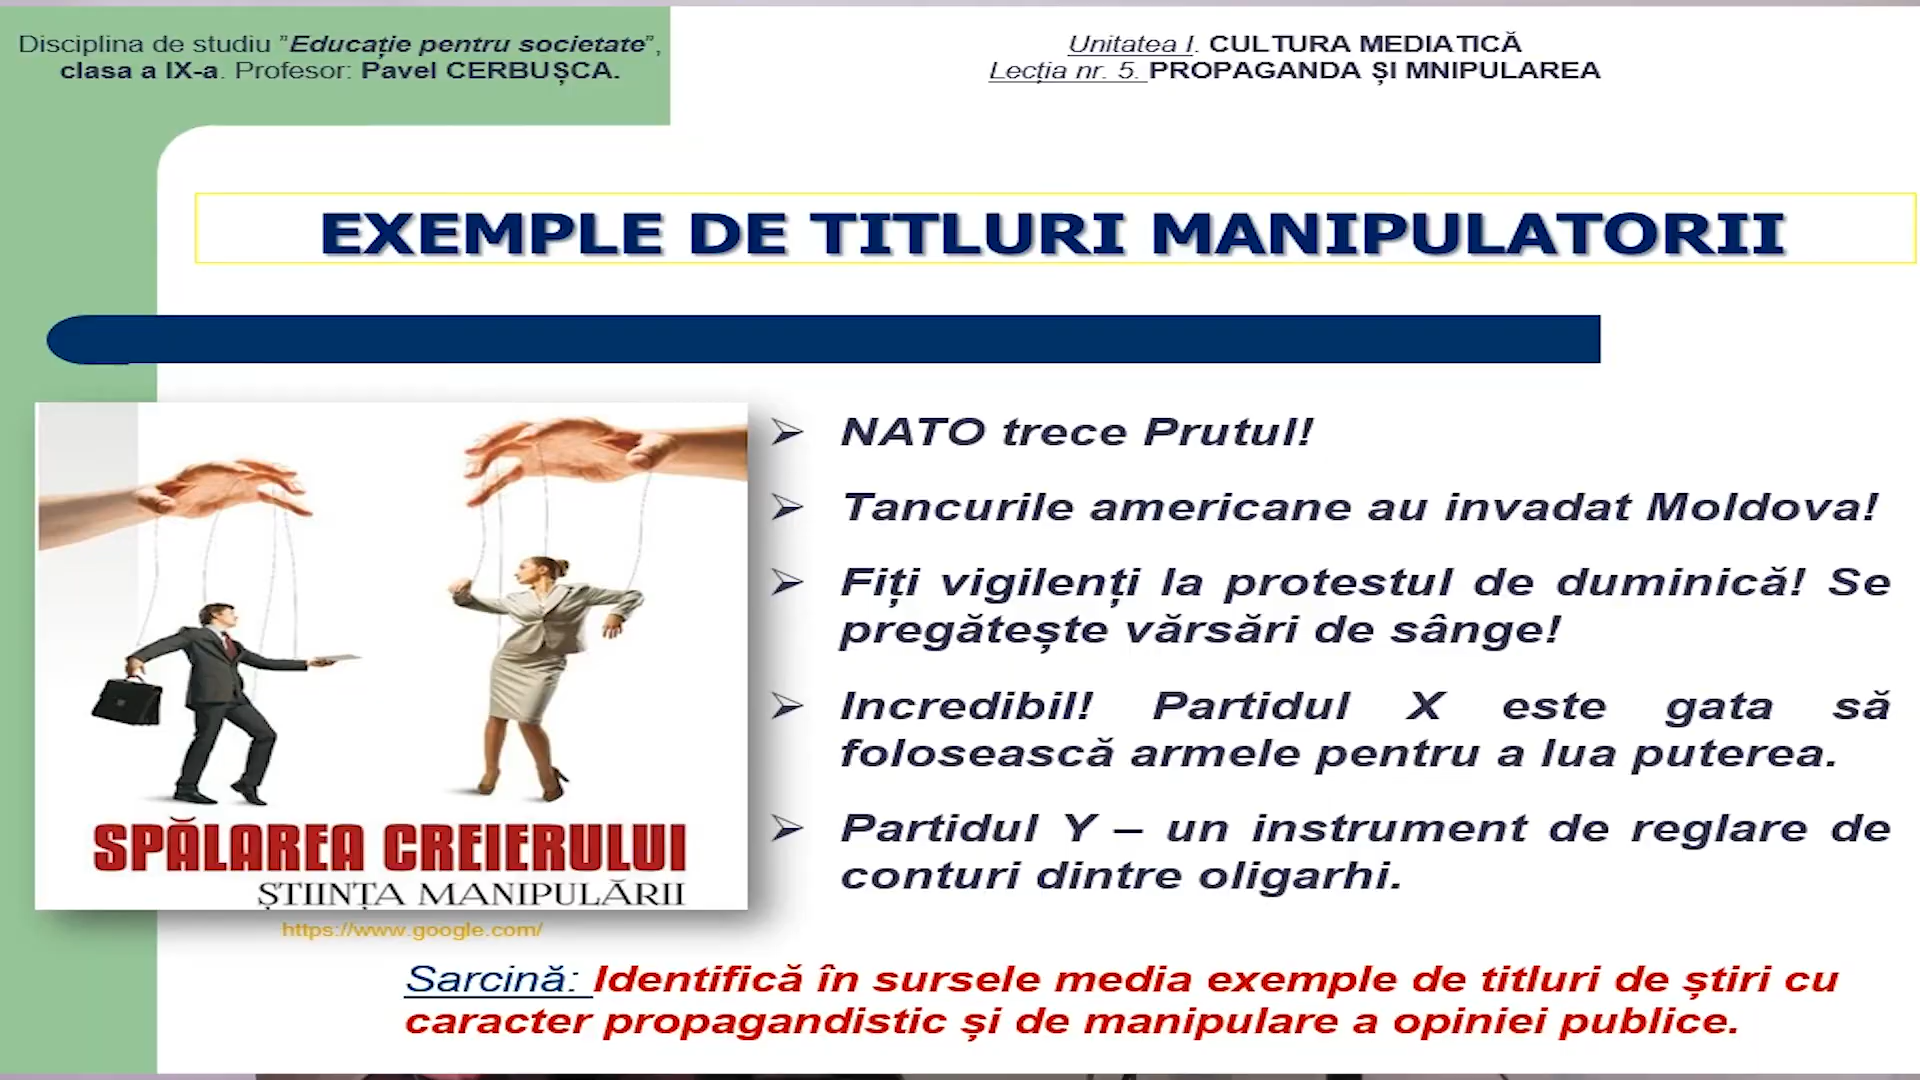 Disciplina de studiu ”Educație pentru societate”,
clasa a IX-a. Profesor: Pavel CERBUȘCA.
Unitatea I. CULTURA MEDIATICĂ
Lecția nr. 5. PROPAGANDA ȘI MNIPULAREA
EXEMPLE DE TITLURI MANIPULATORII
NATO trece Prutul!
Tancurile americane au invadat Moldova!
Fiți vigilenți la protestul de duminică! Se
pregătește vărsări de sânge!
Incredibil! Partidul X este gata să
folosească armele pentru a lua puterea.
Partidul Y – un instrument de reglare de
conturi dintre oligarhi.
SPĂLAREA CREIERULUI
ȘTIINȚA MANIPULĂRII
https://www.google.com/
Sarcină: Identifică în sursele media exemple de titluri de știri cu
caracter propagandistic și de manipulare a opiniei publice.